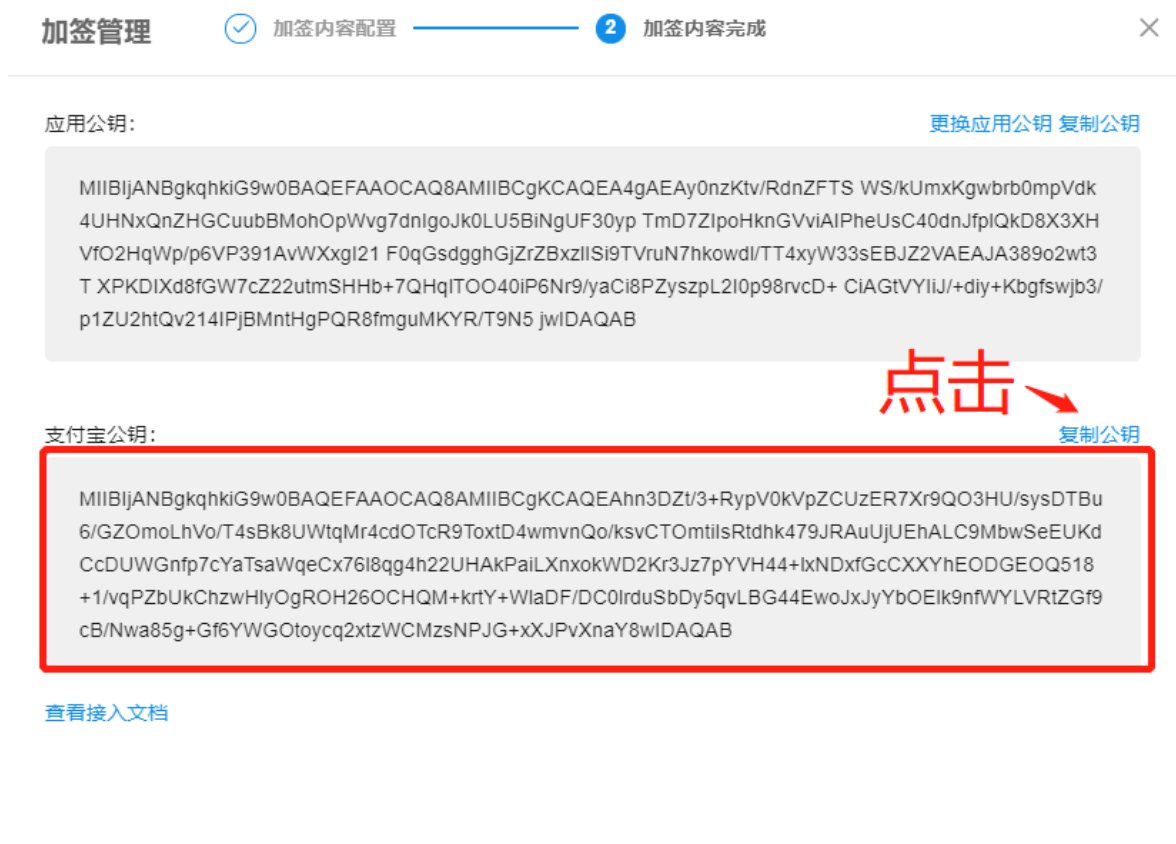 加签管理
加签内容配置
2
加签内容完成
应用公钥：
更换应用公钥 复制公钥
MIIBIjANBgkqhkiG9w0BAQEFAAOCAQ8AMIIBCgKCAQEA4gAEAy0nzKtv/RdnZFTS WS/kUmxKgwbrb0mpVdk
4UHNxQnZHGCuubBMohOpWvg7dnIgoJk0LU5BiNgUF30yp TmD7ZIpoHknGVviAIPheUsC40dnJfplQkD8X3XH
VfO2HqWp/p6VP391AvWXxgI21 F0qGsdgghGjZrZBxzIISi9TVruN7hkowdI/TT4xyW33sEBJZ2VAEAJA389o2wt3
T XPKDIXd8fGW7cZ22utmSHHb+7QHqITOO40iP6Nr9/yaCi8PZyszpL2I0p98rvcD+ CiAGtVYIiJ/+diy+Kbgfswjb3/
p1ZU2htQv214IPjBMntHgPQR8fmguMKYR/T9N5 jwIDAQAB
点击
支付宝公钥：
复制公钥
MIIBIjANBgkqhkiG9w0BAQEFAAOCAQ8AMIIBCgKCAQEAhn3DZt/3+RypV0kVpZCUzER7Xr9QO3HU/sysDTBu
6/GZOmoLhVo/T4sBk8UWtqMr4cdOTcR9ToxtD4wmvnQo/ksvCTOmtiIsRtdhk479JRAuUjUEhALC9MbwSeEUKd
CcDUWGnfp7cYaTsaWqeCx76I8qg4h22UHAkPaiLXnxokWD2Kr3Jz7pYVH44+IxNDxfGcCXXYhEODGEOQ518
+1/vqPZbUkChzwHIyOgROH26OCHQM+krtY+WIaDF/DC0IrduSbDy5qvLBG44EwoJxJyYbOEIk9nfWYLVRtZGf9
cB/Nwa85g+Gf6YWGOtoycq2xtzWCMzsNPJG+xXJPvXnaY8wIDAQAB
查看接入文档